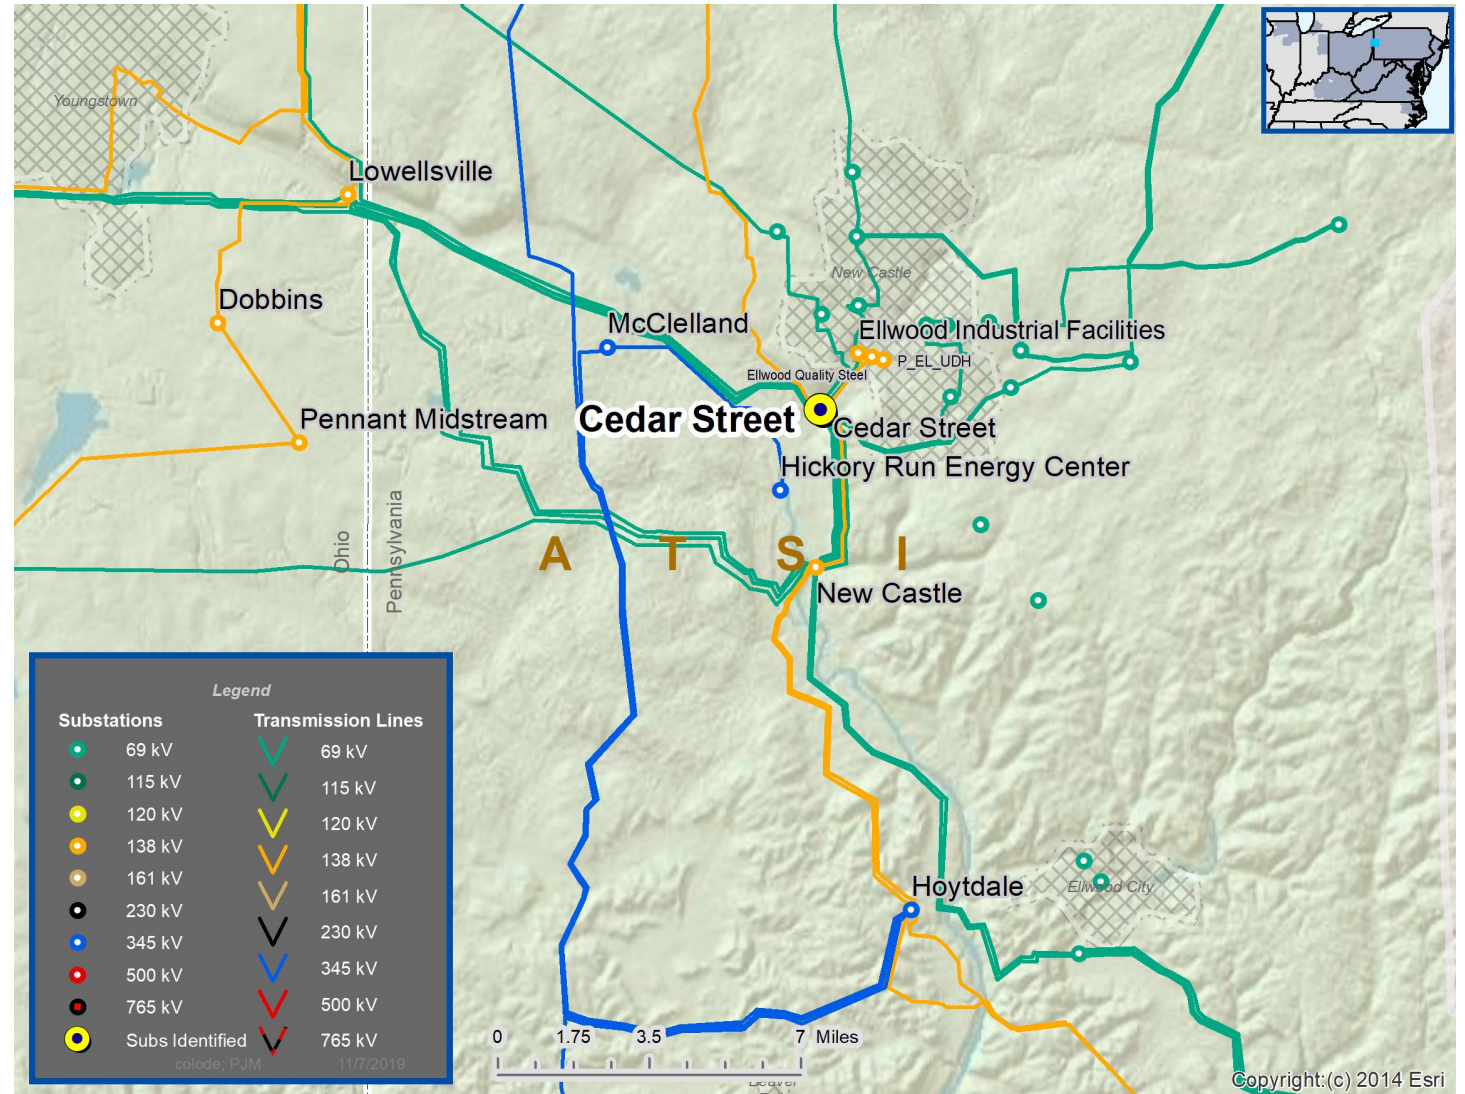 Youngstown
Lowellsville
Dobbins
New Castle
McClelland
Ellwood Industrial Facilities
P_EL_UDH
Ellwood Quality Steel
Cedar Street
Cedar Street
Pennant Midstream
Hickory Run Energy Center
Ohio
Pennsylvania
A T S I
New Castle
Hoytdale
Ellwood City
Legend
Substations
69 kV
115 kV
120 kV
138 kV
161 kV
230 kV
345 kV
500 kV
765 kV
Subs Identified
Transmission Lines
69 kV
115 kV
120 kV
138 kV
161 kV
230 kV
345 kV
500 kV
765 kV
colode; PJM 11/7/2019
0 1.75 3.5 7 Miles
Beaver
Copyright:(c) 2014 Esri